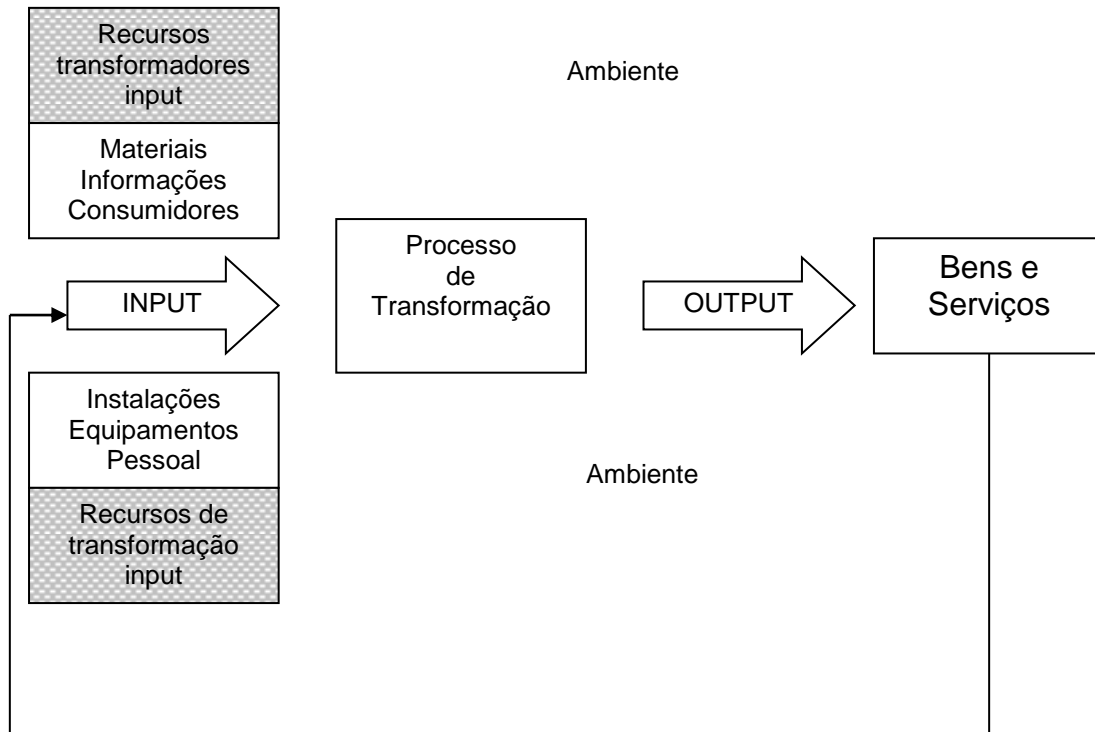 Recursos
transformadores
input
Ambiente
Materiais
Informações
Consumidores
INPUT
Processo
de
Transformação
OUTPUT
Bens e
Serviços
Instalações
Equipamentos
Pessoal
Ambiente
Recursos de
transformação
input